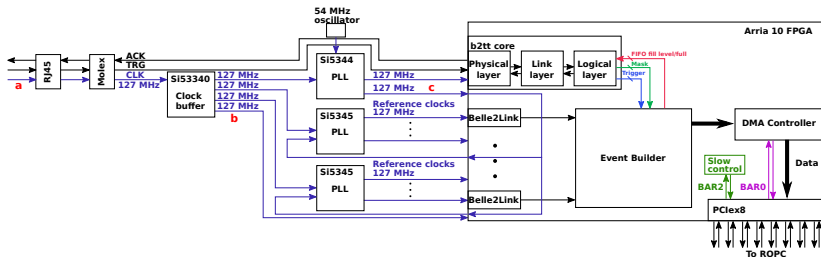 54 MHz
oscillator
Arria 10 FPGA
b2tt core
ACK
TRG
CLK
127 MHz
a
RJ45
Molex
Si53340
Clock
buffer
127 MHz
127 MHz
127 MHz
127 MHz
b
Si5344
PLL
127 MHz
127 MHz
c
Physical
layer
Link
layer
Logical
layer
FIFO fill level/full
Mask
Trigger
Reference clocks
127 MHz
Si5345
PLL
Belle2Link
Event Builder
DMA Controller
Reference clocks
127 MHz
Si5345
PLL
Belle2Link
Slow
control
BAR2
BAR0
Data
PCIex8
To ROPC